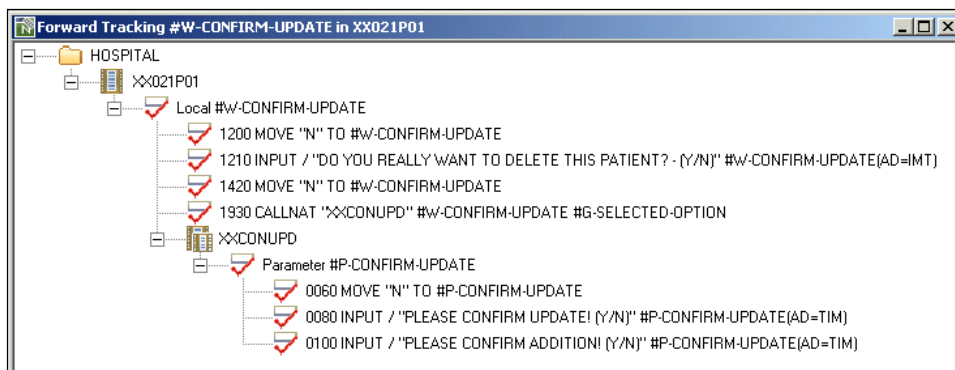 Forward Tracking #W-CONFIRM-UPDATE in XX021P01
HOSPITAL
XX021P01
Local #W-CONFIRM-UPDATE
1200 MOVE "N" TO #W-CONFIRM-UPDATE
1210 INPUT / "DO YOU REALLY WANT TO DELETE THIS PATIENT? - (Y/N)" #W-CONFIRM-UPDATE(AD=IMT)
1420 MOVE "N" TO #W-CONFIRM-UPDATE
1930 CALLNAT "XXCONUPD" #W-CONFIRM-UPDATE #G-SELECTED-OPTION
XXCONUPD
Parameter #P-CONFIRM-UPDATE
0060 MOVE "N" TO #P-CONFIRM-UPDATE
0080 INPUT / "PLEASE CONFIRM UPDATE! (Y/N)" #P-CONFIRM-UPDATE(AD=TIM)
0100 INPUT / "PLEASE CONFIRM ADDITION! (Y/N)" #P-CONFIRM-UPDATE(AD=TIM)